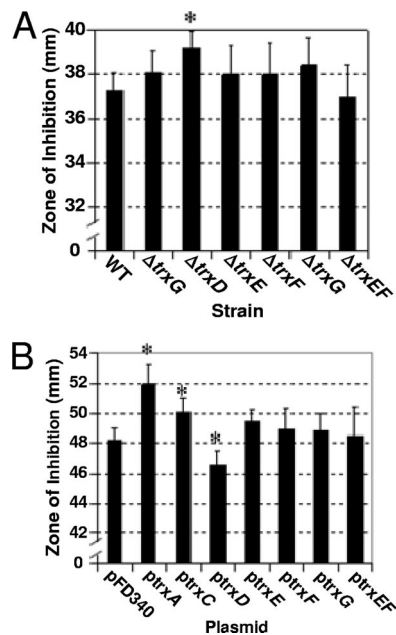 A
Zone of Inhibition (mm)
40
38
36
34
32
0
*
WT
ΔtrxG
ΔtrxD
ΔtrxE
ΔtrxF
ΔtrxG
ΔtrxEF
Strain
B
Zone of Inhibition (mm)
54
52
50
48
46
44
42
0
*
*
*
pFD340
ptrxA
ptrxC
ptrxD
ptrxE
ptrxF
ptrxG
ptrxEF
Plasmid